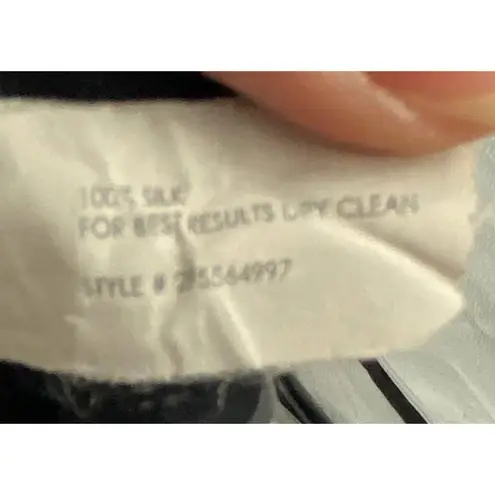 100% SILK
FOR BEST RESULTS DRY CLEAN
STYLE #